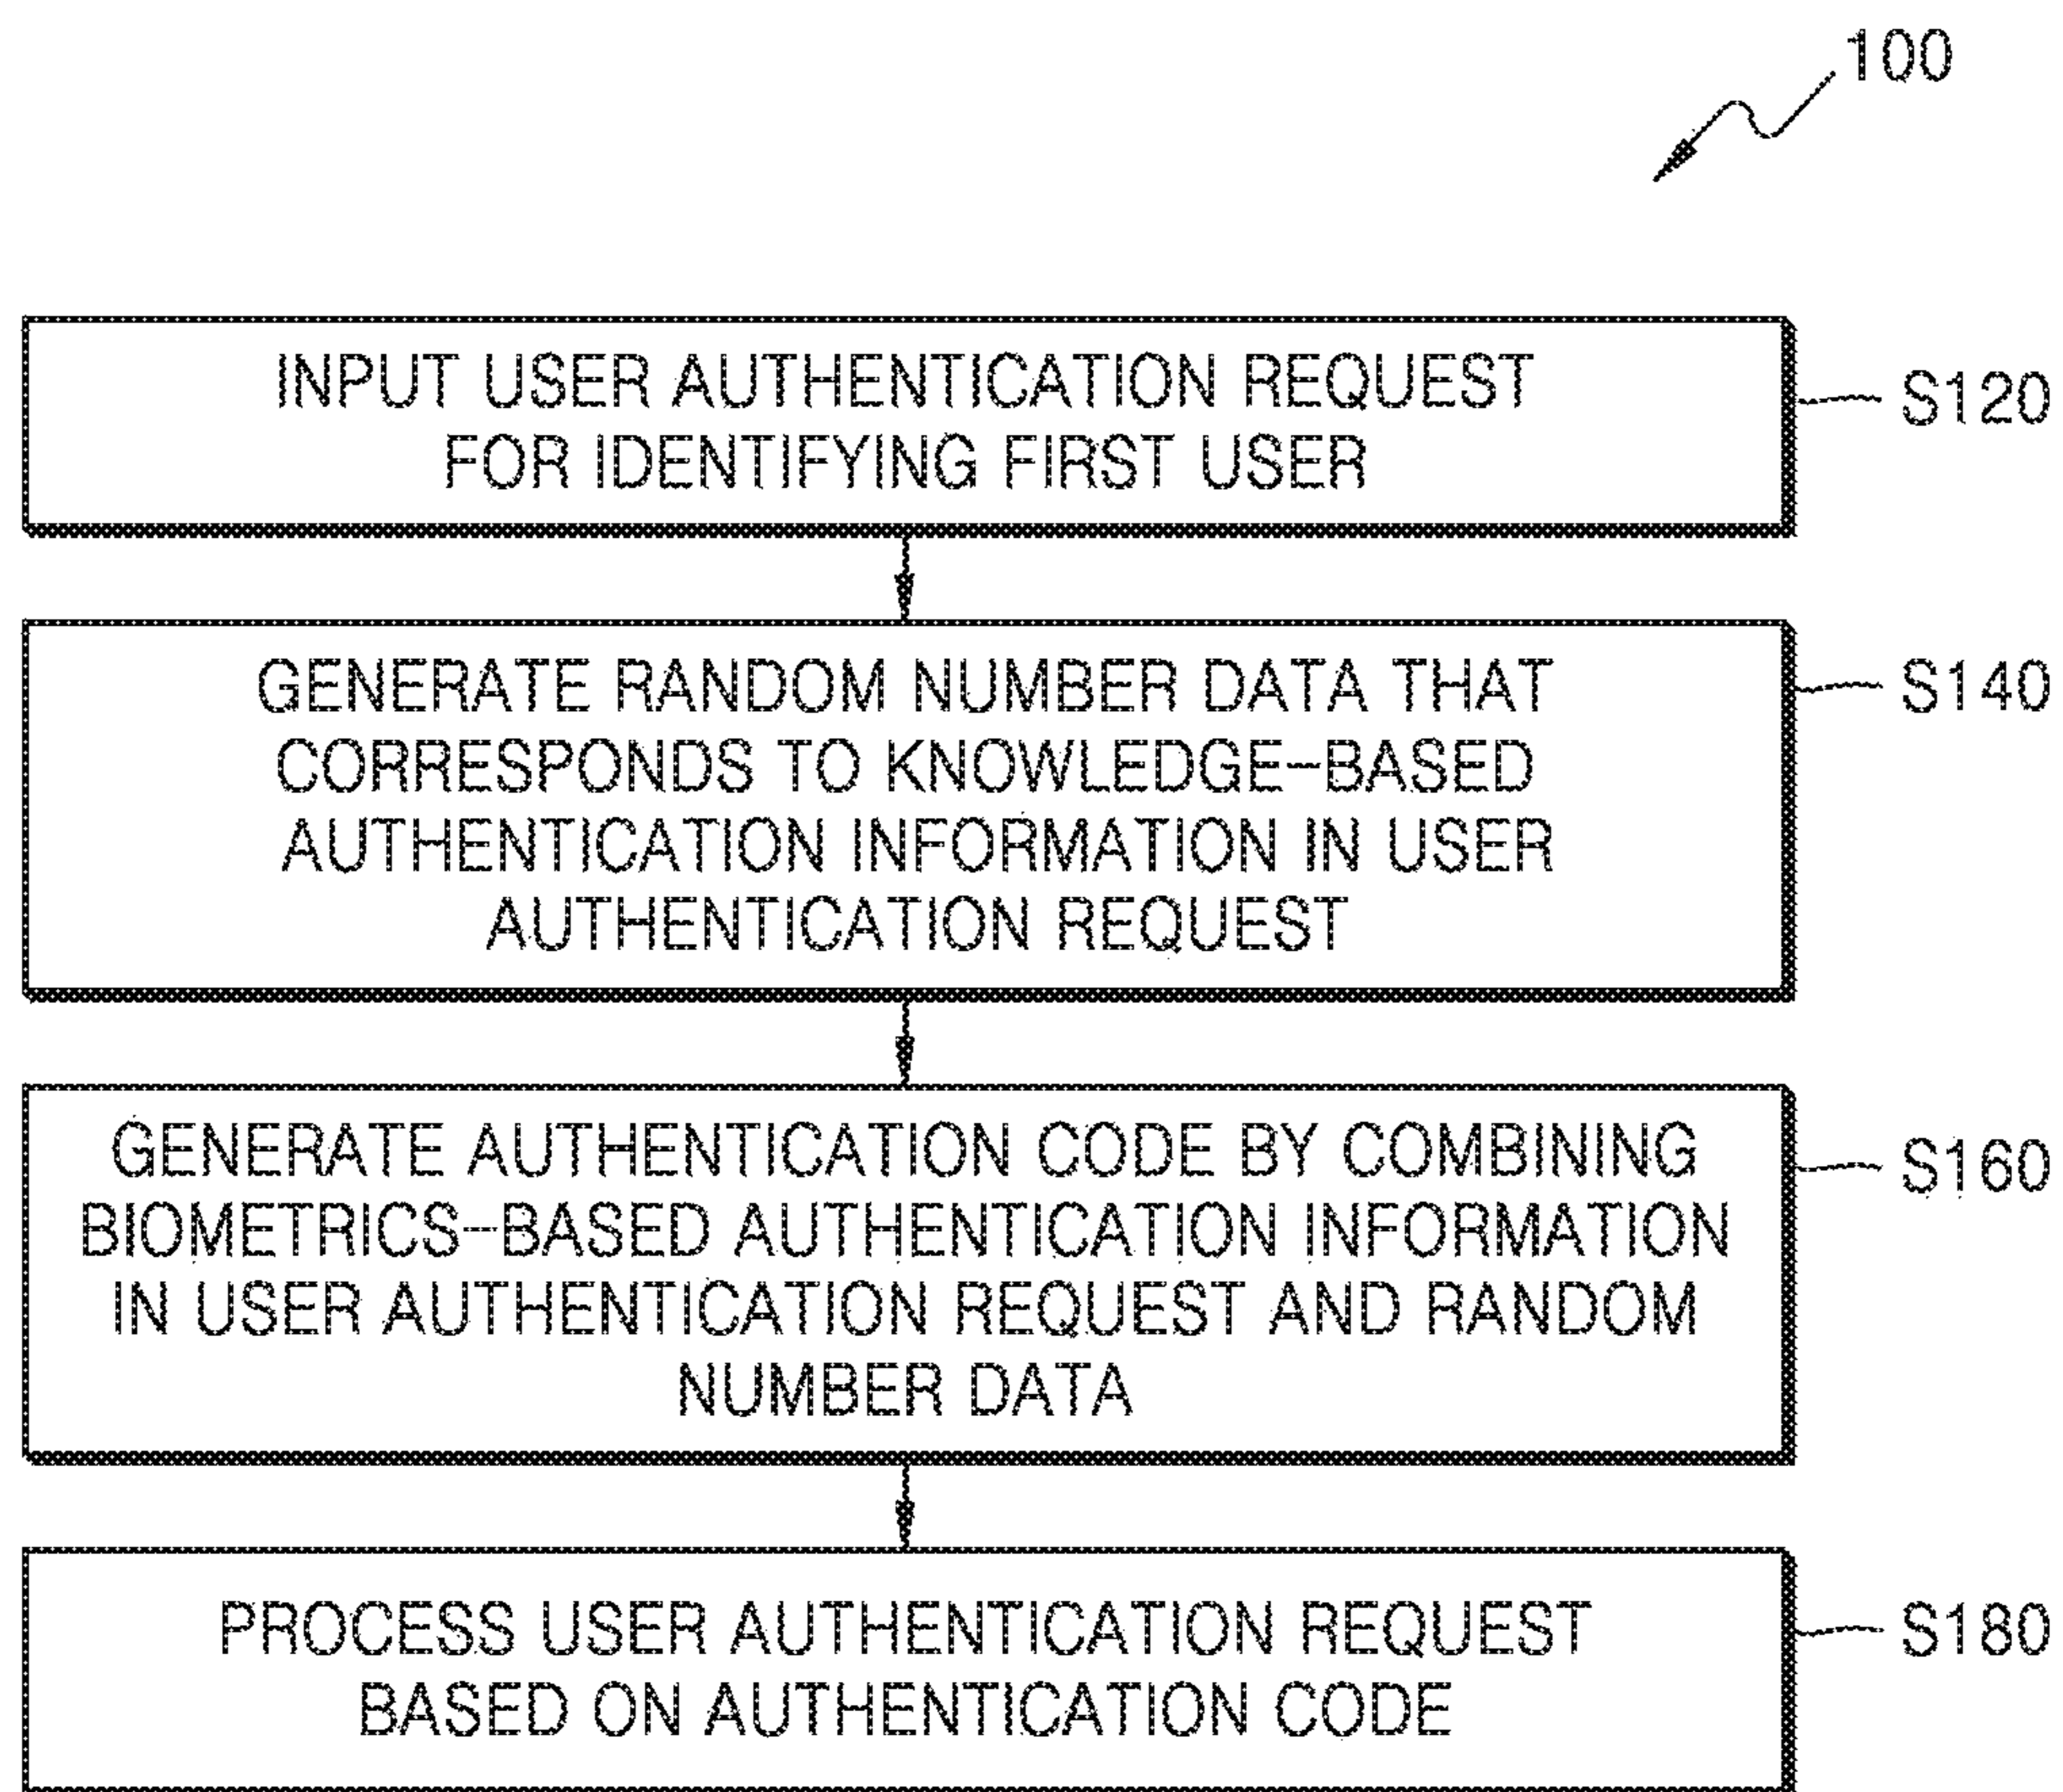 100
INPUT USER AUTHENTICATION REQUEST
FOR IDENTIFYING FIRST USER
S120
GENERATE RANDOM NUMBER DATA THAT
CORRESPONDS TO KNOWLEDGE-BASED
AUTHENTICATION INFORMATION IN USER
AUTHENTICATION REQUEST
S140
GENERATE AUTHENTICATION CODE BY COMBINING
BIOMETRICS-BASED AUTHENTICATION INFORMATION
IN USER AUTHENTICATION REQUEST AND RANDOM
NUMBER DATA
S160
PROCESS USER AUTHENTICATION REQUEST
BASED ON AUTHENTICATION CODE
S180